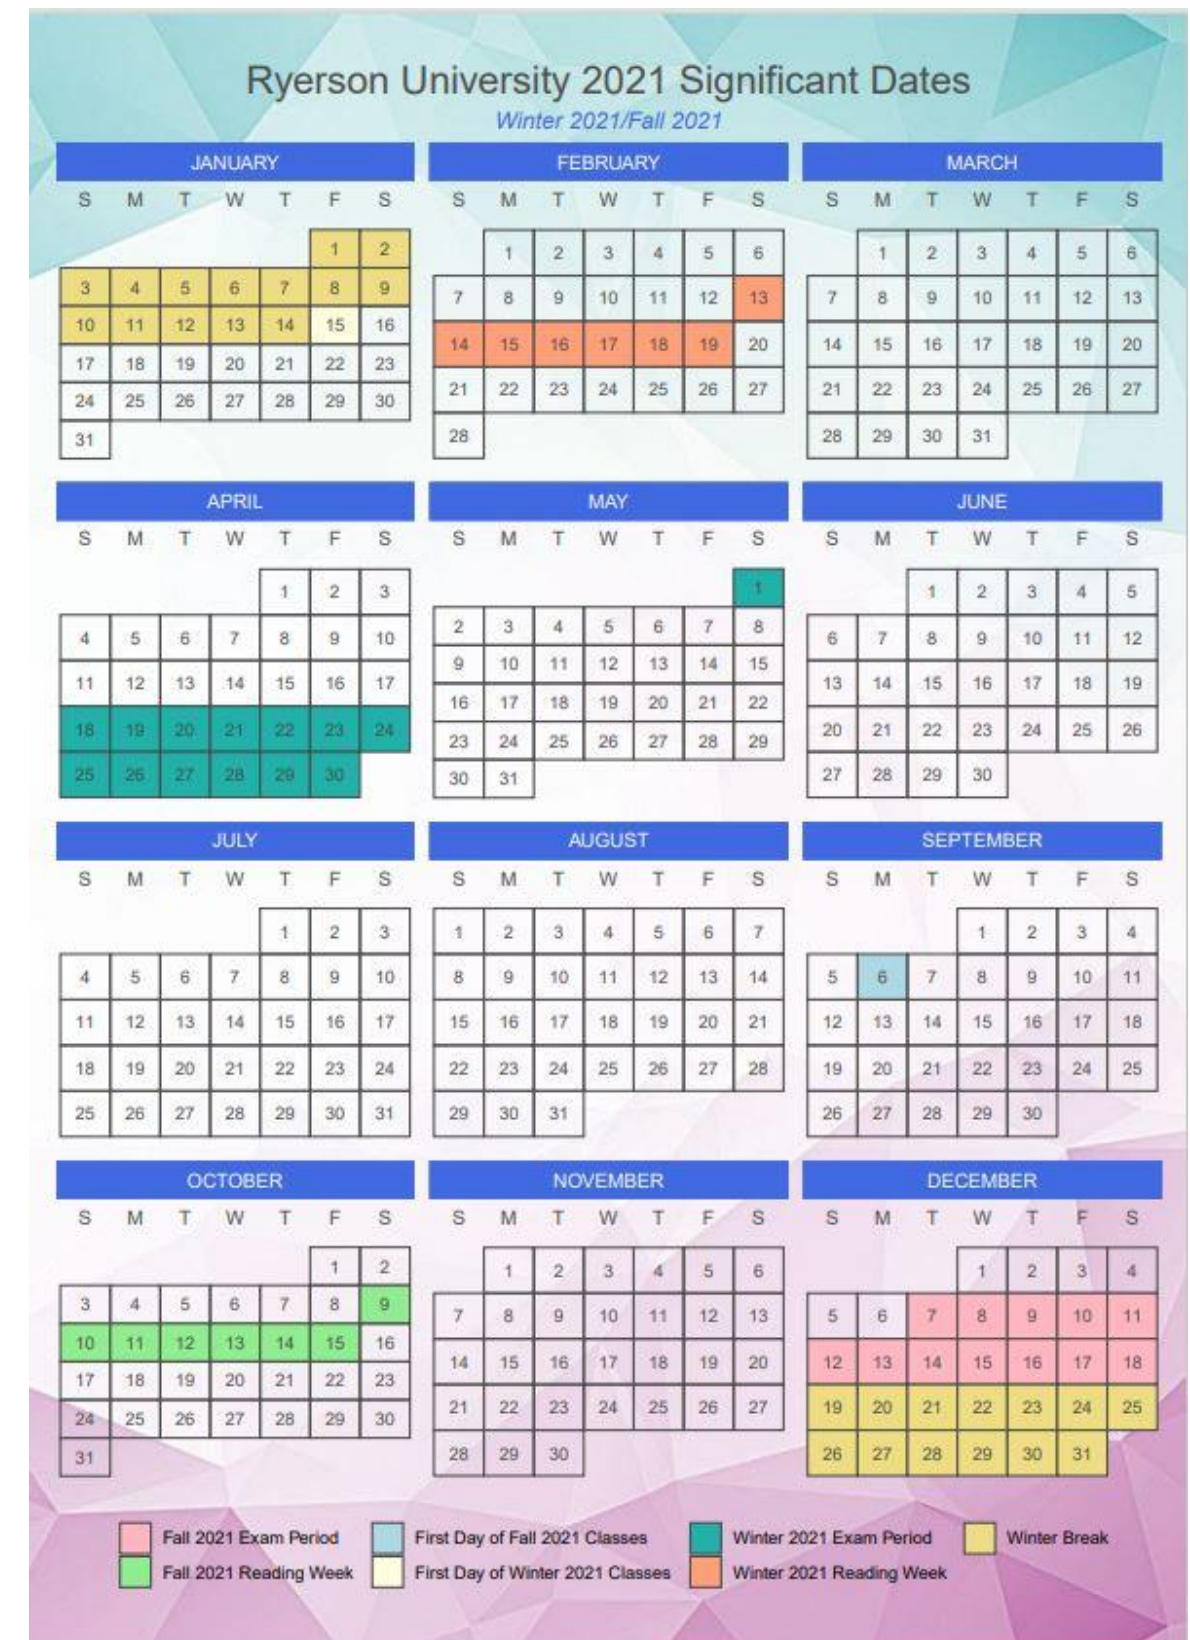 Ryerson University 2021 Significant Dates
Winter 2021/Fall 2021
JANUARY
S M T W T F S
1 2
3 4 5 6 7 8 9
10 11 12 13 14 15 16
17 18 19 20 21 22 23
24 25 26 27 28 29 30
31
FEBRUARY
S M T W T F S
1 2 3 4 5 6
7 8 9 10 11 12 13
14 15 16 17 18 19 20
21 22 23 24 25 26 27
28
MARCH
S M T W T F S
1 2 3 4 5 6
7 8 9 10 11 12 13
14 15 16 17 18 19 20
21 22 23 24 25 26 27
28 29 30 31
APRIL
S M T W T F S
1 2 3
4 5 6 7 8 9 10
11 12 13 14 15 16 17
18 19 20 21 22 23 24
25 26 27 28 29 30
MAY
S M T W T F S
1
2 3 4 5 6 7 8
9 10 11 12 13 14 15
16 17 18 19 20 21 22
23 24 25 26 27 28 29
30 31
JUNE
S M T W T F S
1 2 3 4 5
6 7 8 9 10 11 12
13 14 15 16 17 18 19
20 21 22 23 24 25 26
27 28 29 30
JULY
S M T W T F S
1 2 3
4 5 6 7 8 9 10
11 12 13 14 15 16 17
18 19 20 21 22 23 24
25 26 27 28 29 30 31
AUGUST
S M T W T F S
1 2 3 4 5 6 7
8 9 10 11 12 13 14
15 16 17 18 19 20 21
22 23 24 25 26 27 28
29 30 31
SEPTEMBER
S M T W T F S
1 2 3 4
5 6 7 8 9 10 11
12 13 14 15 16 17 18
19 20 21 22 23 24 25
26 27 28 29 30
OCTOBER
S M T W T F S
1 2
3 4 5 6 7 8 9
10 11 12 13 14 15 16
17 18 19 20 21 22 23
24 25 26 27 28 29 30
31
NOVEMBER
S M T W T F S
1 2 3 4 5 6
7 8 9 10 11 12 13
14 15 16 17 18 19 20
21 22 23 24 25 26 27
28 29 30
DECEMBER
S M T W T F S
1 2 3 4
5 6 7 8 9 10 11
12 13 14 15 16 17 18
19 20 21 22 23 24 25
26 27 28 29 30 31
Fall 2021 Exam Period
First Day of Fall 2021 Classes
Winter 2021 Exam Period
Winter Break
Fall 2021 Reading Week
First Day of Winter 2021 Classes
Winter 2021 Reading Week